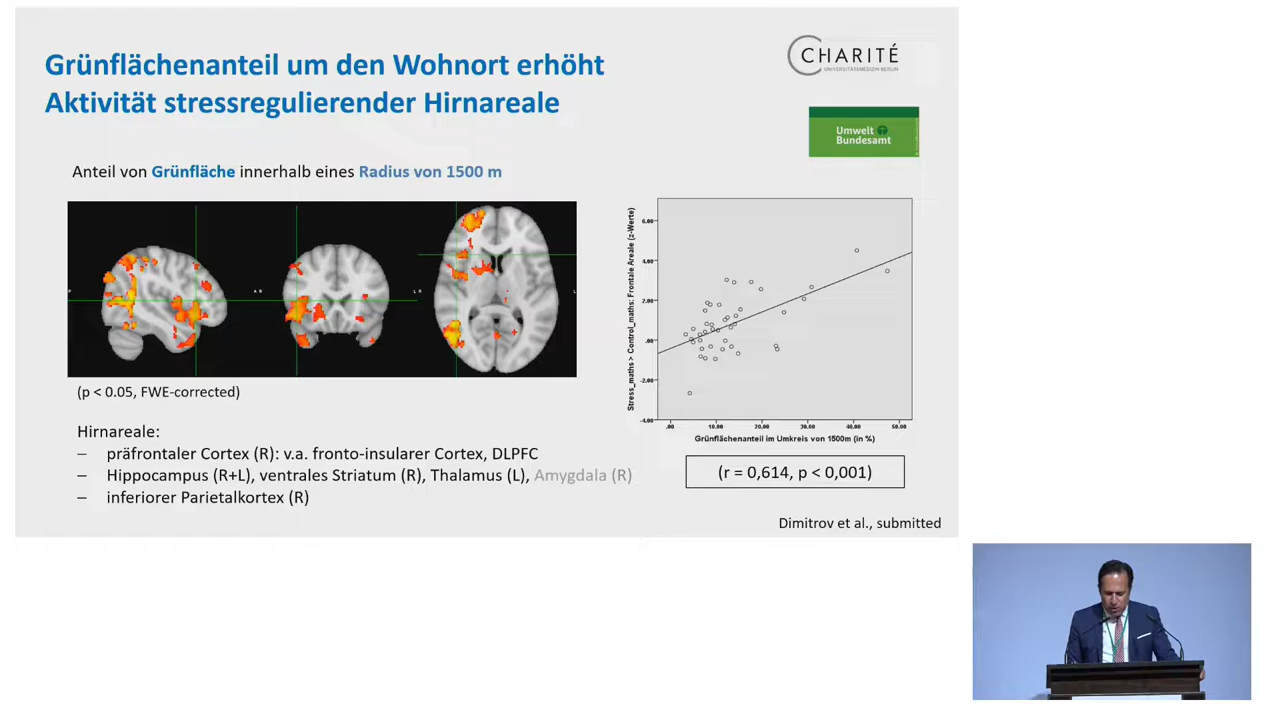 Grünflächenanteil um den Wohnort erhöht
Aktivität stressregulierender Hirnareale
CHARITÉ
UNIVERSITÄTSMEDIZIN BERLIN
Umwelt
Bundesamt
Anteil von Grünfläche innerhalb eines Radius von 1500 m
P
A R
L R
L
(p < 0.05, FWE-corrected)
Hirnareale:
– präfrontaler Cortex (R): v.a. fronto-insularer Cortex, DLPFC
– Hippocampus (R+L), ventrales Striatum (R), Thalamus (L), Amygdala (R)
– inferiorer Parietalkortex (R)
Stress_maths > Control_maths: Frontale Areale (z-Werte)
6.00
4.00
2.00
.00
-2.00
-4.00
.00 10.00 20.00 30.00 40.00 50.00
Grünflächenanteil im Umkreis von 1500m (in %)
(r = 0,614, p < 0,001)
Dimitrov et al., submitted